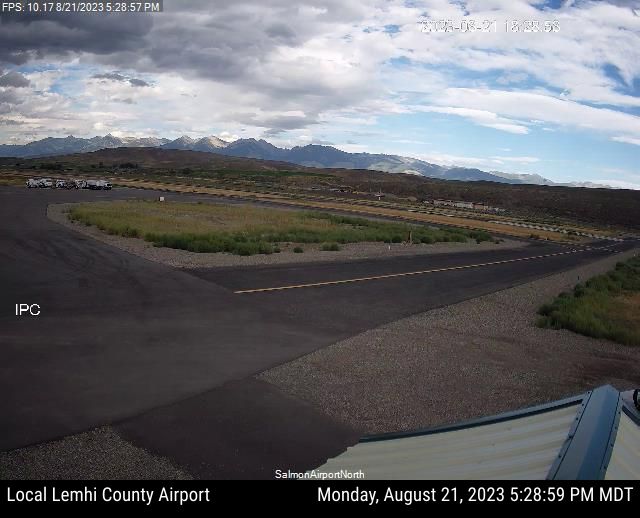 FPS: 10.17 8/21/2023 5:28:57 PM
IPC
SalmonAirportNorth
Local Lemhi County Airport
Monday, August 21, 2023 5:28:59 PM MDT